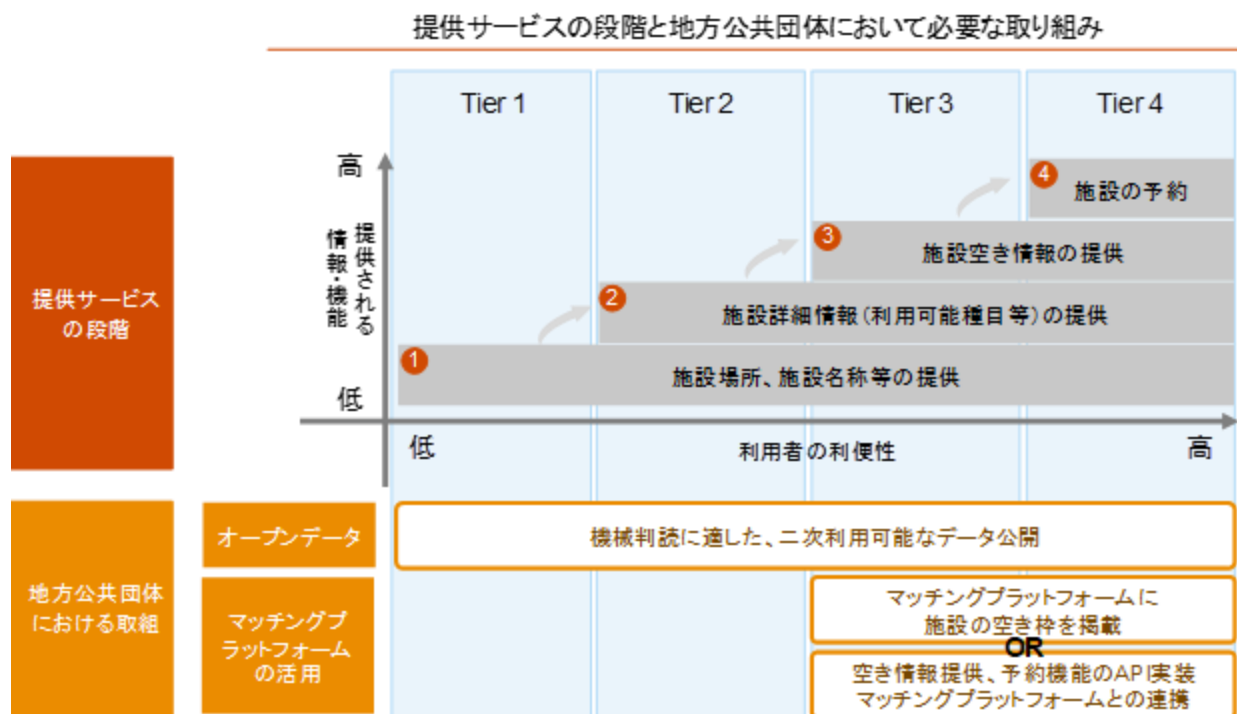 提供サービスの段階と地方公共団体において必要な取り組み
Tier 1
Tier 2
Tier 3
Tier 4
提供サービス
の段階
高
提供される
情報・機能
低
4
施設の予約
3
施設空き情報の提供
2
施設詳細情報（利用可能種目等）の提供
1
施設場所、施設名称等の提供
低
利用者の利便性
高
地方公共団体
における取組
オープンデータ
機械判読に適した、二次利用可能なデータ公開
マッチングプ
ラットフォーム
の活用
マッチングプラットフォームに
施設の空き枠を掲載
OR
空き情報提供、予約機能のAPI実装
マッチングプラットフォームとの連携